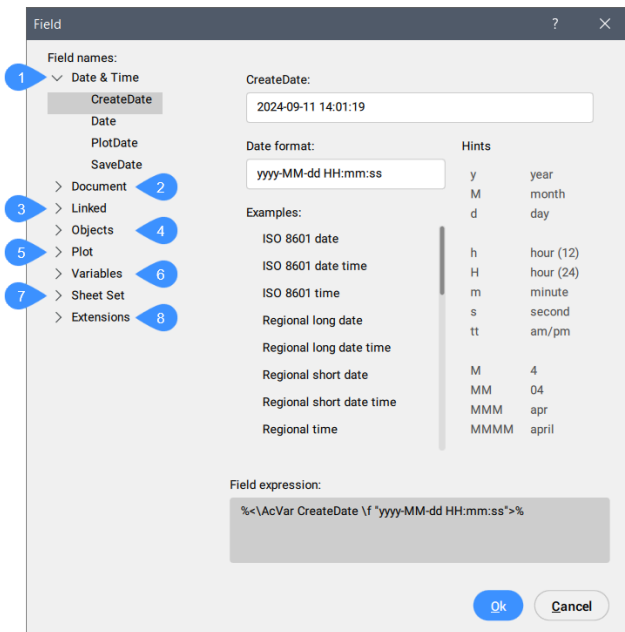 Field ?
Field names:
1 Date & Time
CreateDate
Date
PlotDate
SaveDate
Document 2
3 Linked
Objects 4
5 Plot
Variables 6
7 Sheet Set
Extensions 8
CreateDate:
2024-09-11 14:01:19
Date format:
yyyy-MM-dd HH:mm:ss
Examples:
ISO 8601 date
ISO 8601 date time
ISO 8601 time
Regional long date
Regional long date time
Regional short date
Regional short date time
Regional time
Hints
y year
M month
d day
h hour (12)
H hour (24)
m minute
s second
tt am/pm
M 4
MM 04
MMM apr
MMMM april
Field expression:
%<\AcVar CreateDate \f "yyyy-MM-dd HH:mm:ss">%
Ok Cancel